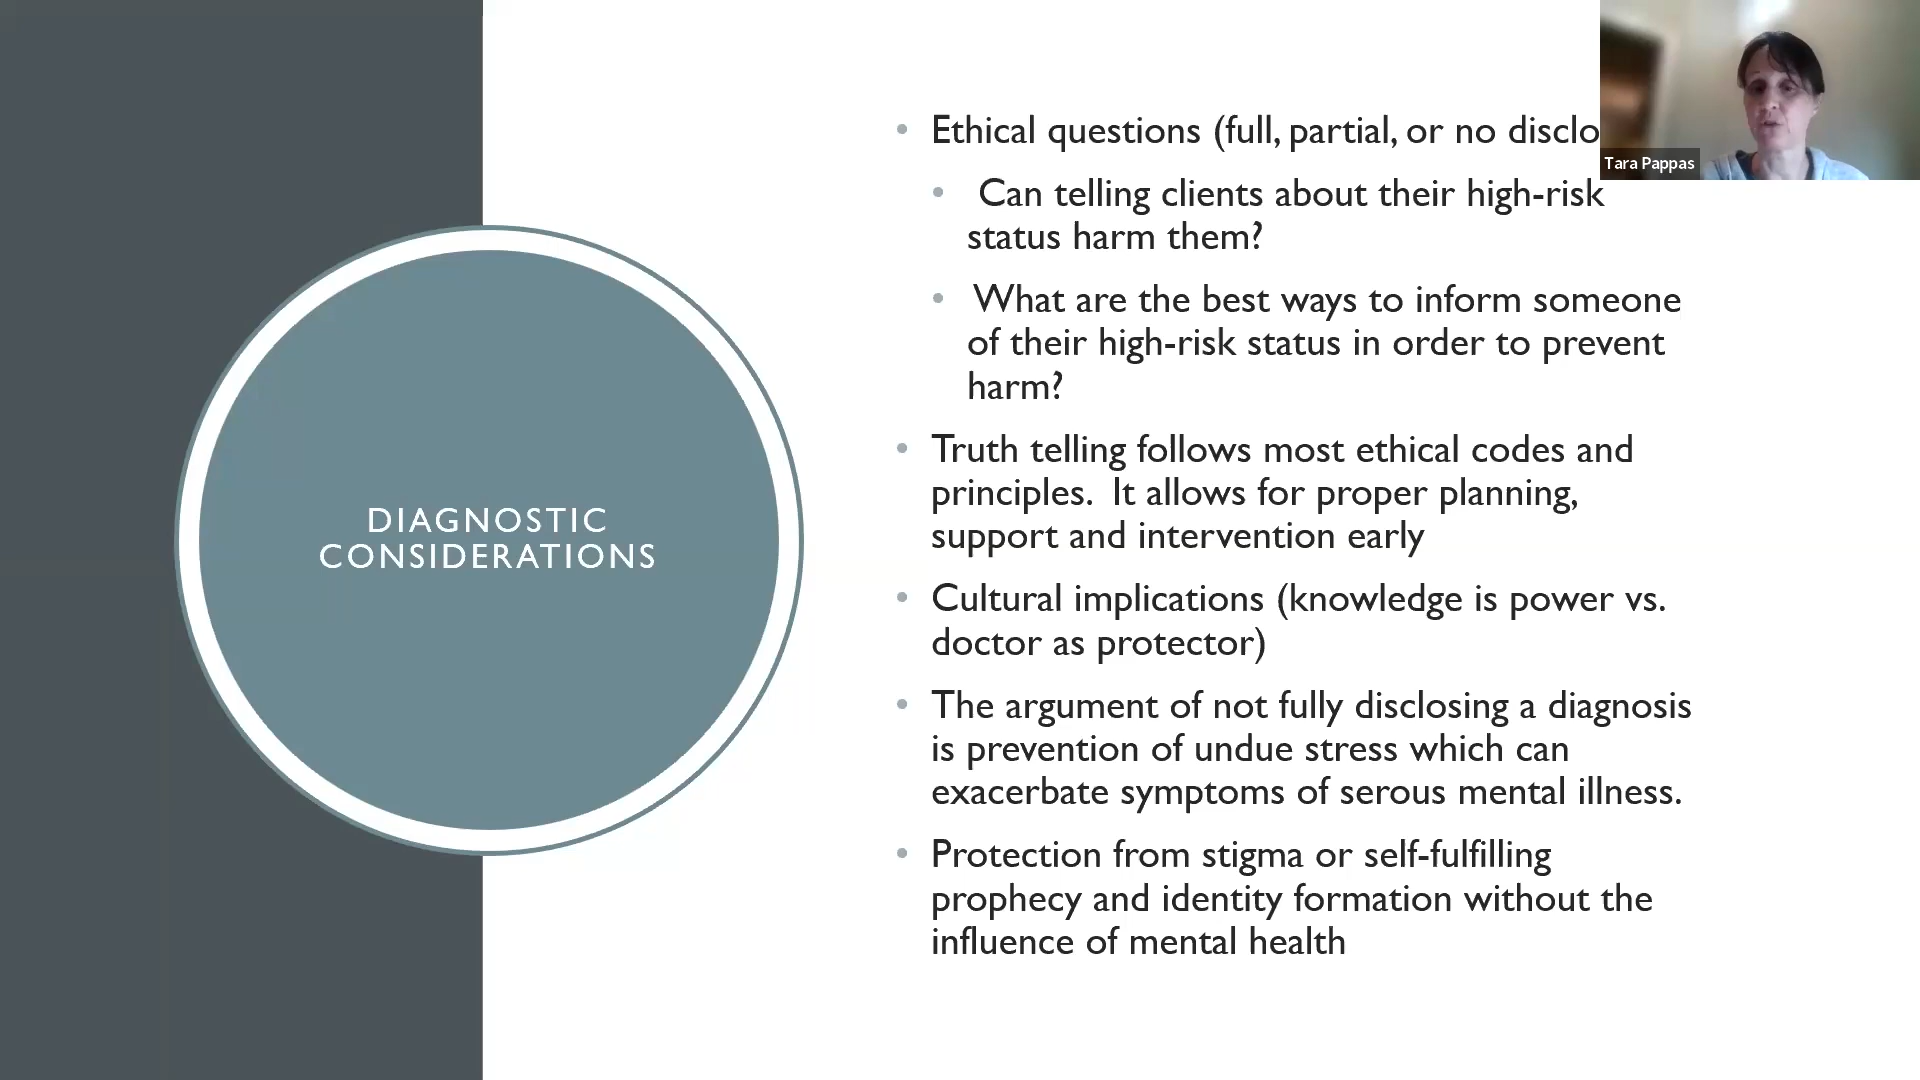 DIAGNOSTIC
CONSIDERATIONS
• Ethical questions (full, partial, or no disclo
• Can telling clients about their high-risk
status harm them?
• What are the best ways to inform someone
of their high-risk status in order to prevent
harm?
• Truth telling follows most ethical codes and
principles. It allows for proper planning,
support and intervention early
• Cultural implications (knowledge is power vs.
doctor as protector)
• The argument of not fully disclosing a diagnosis
is prevention of undue stress which can
exacerbate symptoms of serous mental illness.
• Protection from stigma or self-fulfilling
prophecy and identity formation without the
influence of mental health
Tara Pappas